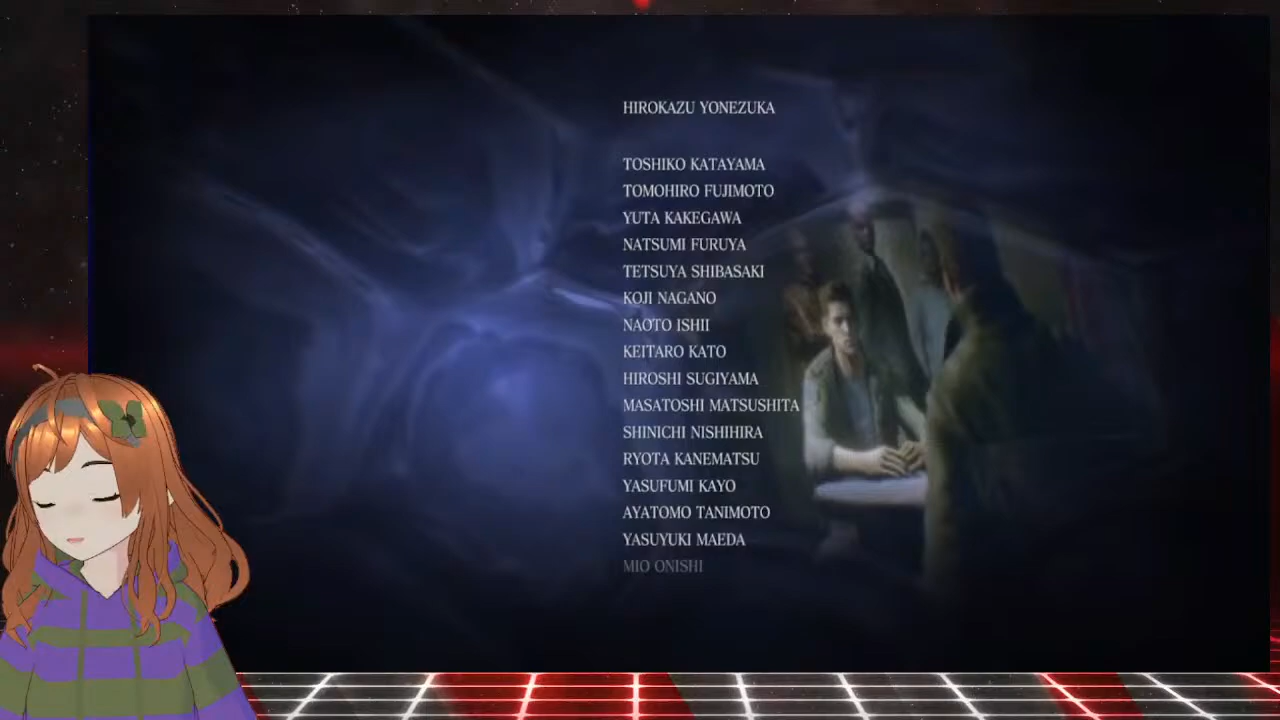 HIROKAZU YONEZUKA
TOSHIKO KATAYAMA
TOMOHIRO FUJIMOTO
YUTA KAKEGAWA
NATSUMI FURUYA
TETSUYA SHIBASAKI
KOJI NAGANO
NAOTO ISHII
KEITARO KATO
HIROSHI SUGIYAMA
MASATOSHI MATSUSHITA
SHINICHI NISHIHIRA
RYOTA KANEMATSU
YASUFUMI KAYO
AYATOMO TANIMOTO
YASUYUKI MAEDA
MIO ONISHI